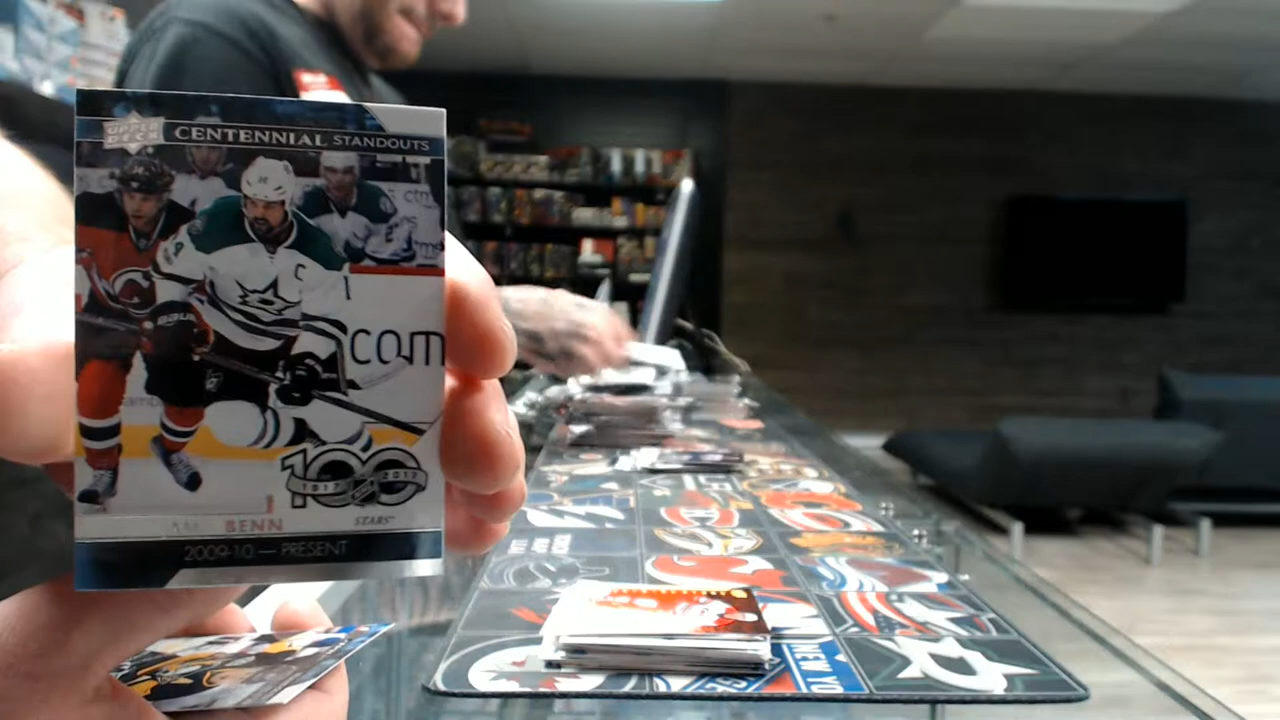 UPPER DECK
CENTENNIAL STANDOUTS
C
com
100
1917 2017
BENN
STARS
2009-10 — PRESENT
NEW YO